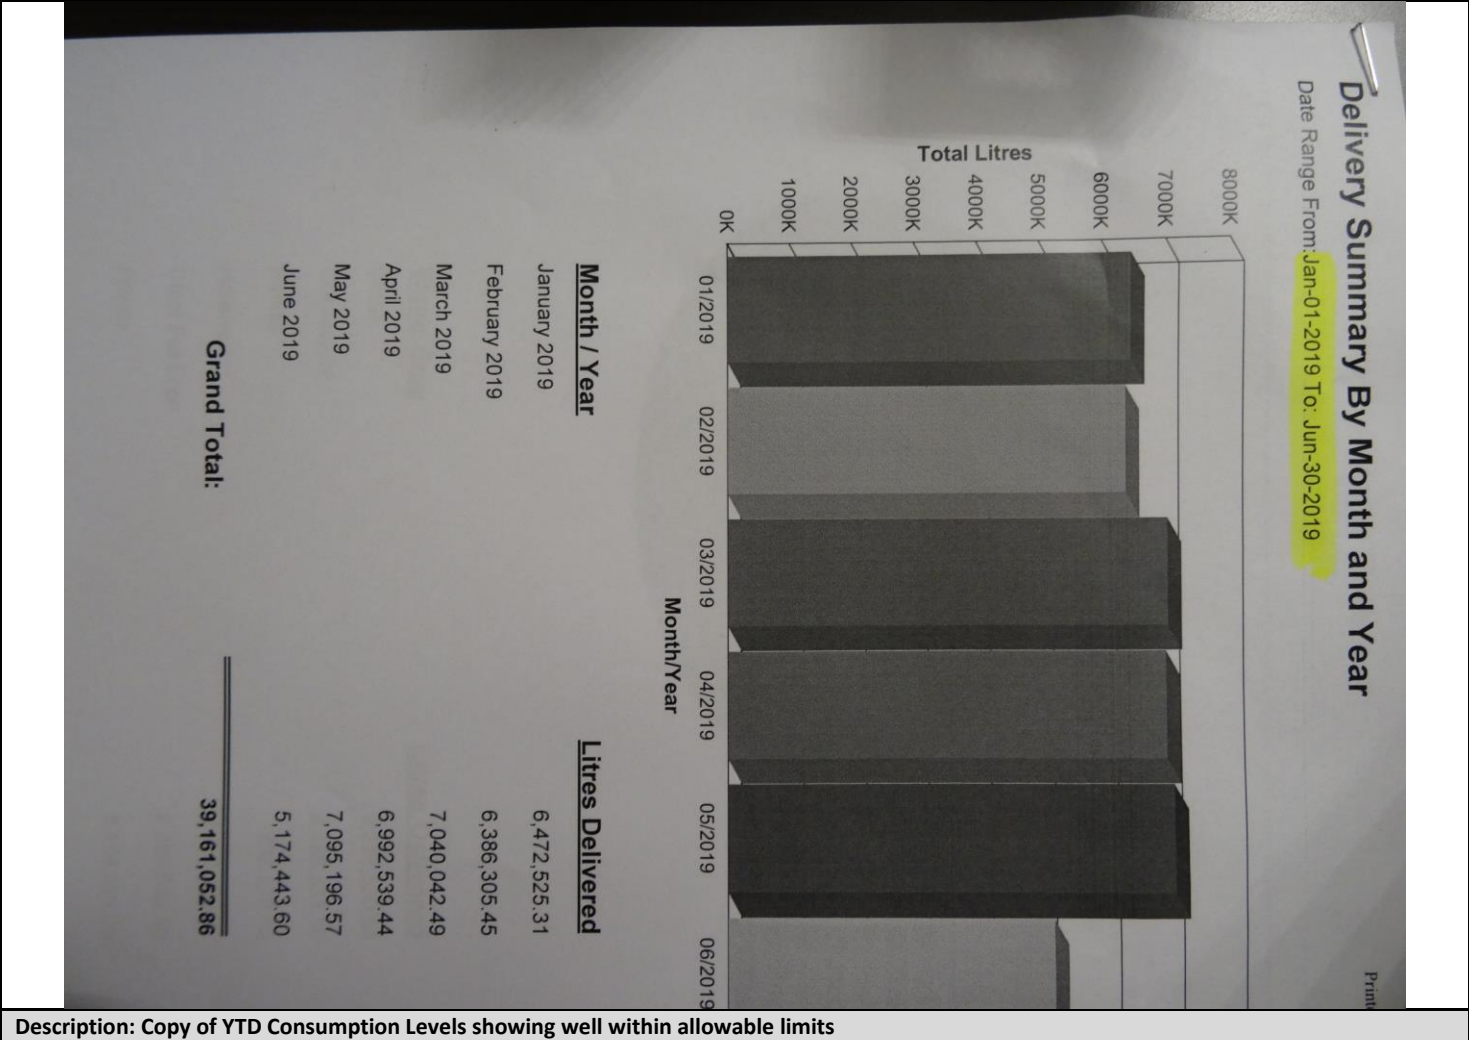 Delivery Summary By Month and Year
Date Range From:Jan-01-2019 To: Jun-30-2019
Total Litres
8000K
7000K
6000K
5000K
4000K
3000K
2000K
1000K
0K
01/2019 02/2019 03/2019 04/2019 05/2019 06/2019
Month/Year
Month / Year Litres Delivered
January 2019 6,472,525.31
February 2019 6,386,305.45
March 2019 7,040,042.49
April 2019 6,992,539.44
May 2019 7,095,196.57
June 2019 5,174,443.60
Grand Total: 39,161,052.86
Description: Copy of YTD Consumption Levels showing well within allowable limits